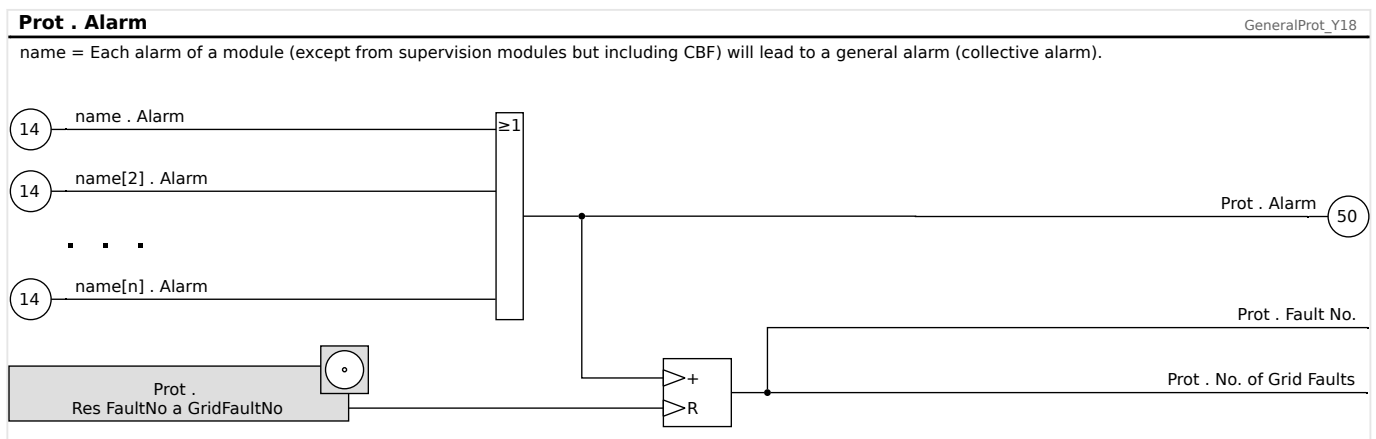 Prot . Alarm
GeneralProt_Y18
name = Each alarm of a module (except from supervision modules but including CBF) will lead to a general alarm (collective alarm).
14
name . Alarm
≥1
14
name[2] . Alarm
Prot . Alarm
50
. . .
14
name[n] . Alarm
Prot . Fault No.
Prot .
Res FaultNo a GridFaultNo
+
R
Prot . No. of Grid Faults